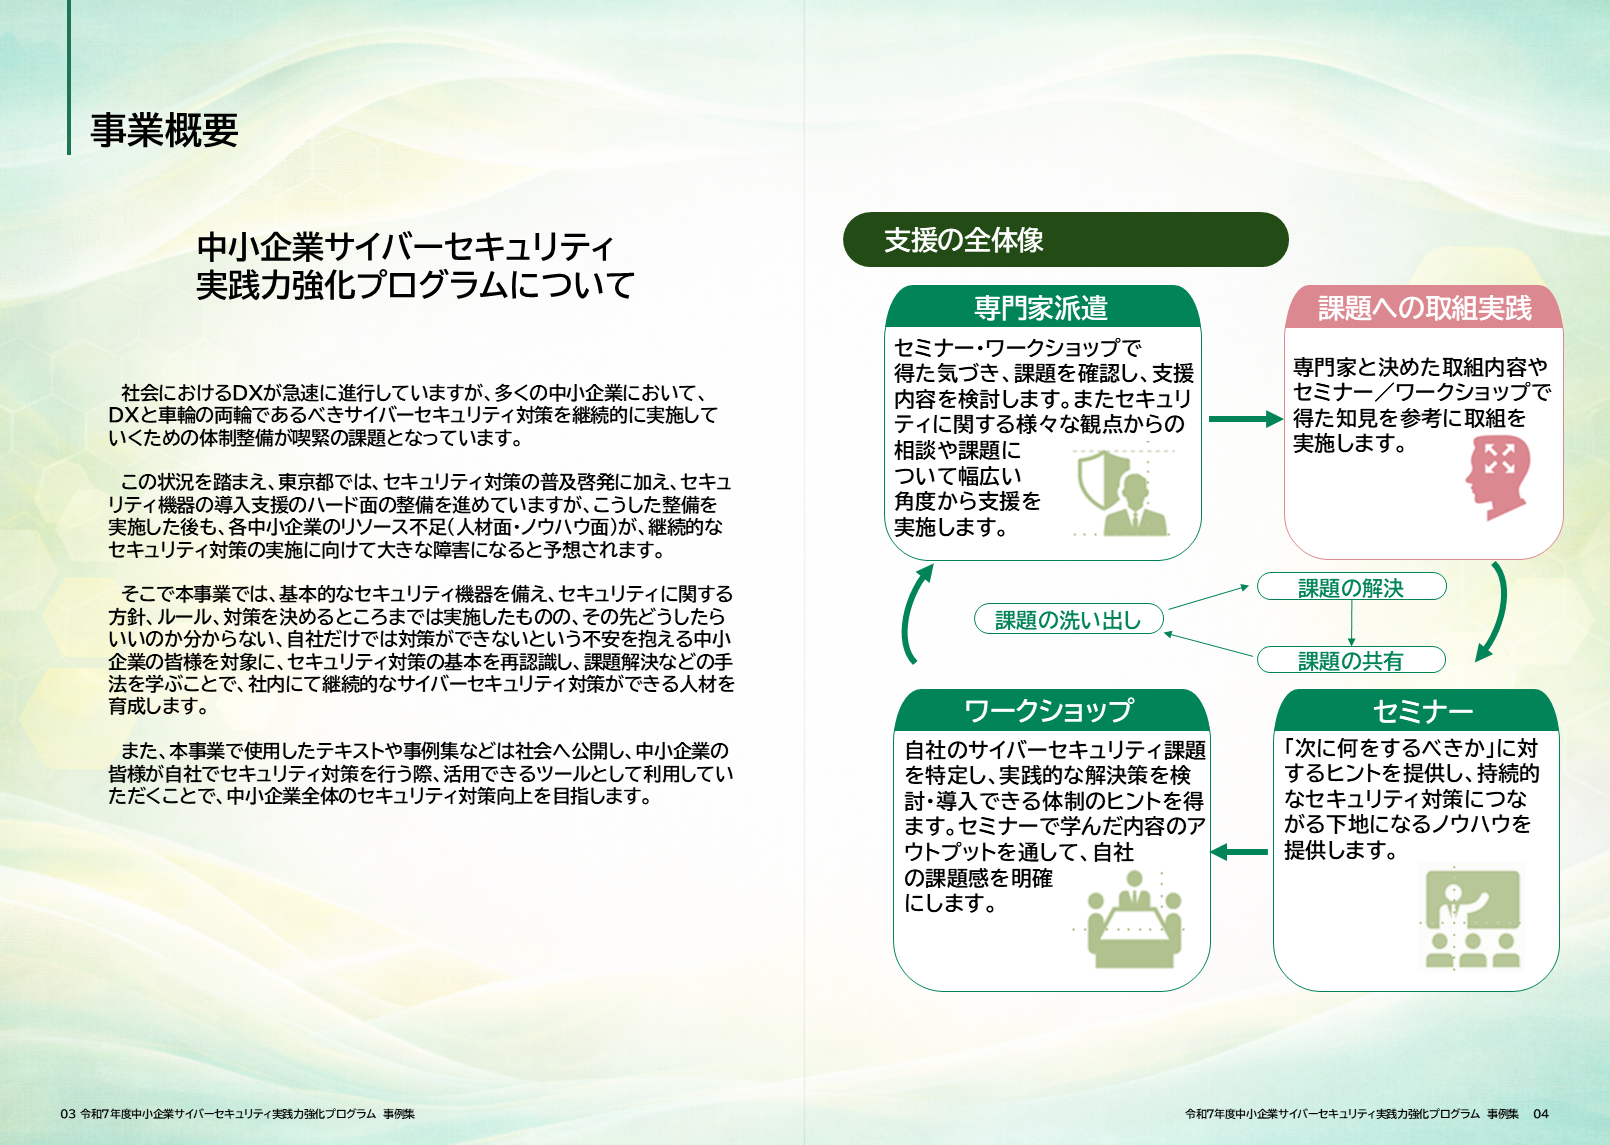 事業概要
中小企業サイバーセキュリティ
実践力強化プログラムについて
社会におけるDXが急速に進行していますが、多くの中小企業において、
DXと車輪の両輪であるべきサイバーセキュリティ対策を継続的に実施して
いくための体制整備が喫緊の課題となっています。
この状況を踏まえ、東京都では、セキュリティ対策の普及啓発に加え、セキュ
リティ機器の導入支援のハード面の整備を進めていますが、こうした整備を
実施した後も、各中小企業のリソース不足（人材面・ノウハウ面）が、継続的な
セキュリティ対策の実施に向けて大きな障害になると予想されます。
そこで本事業では、基本的なセキュリティ機器を備え、セキュリティに関する
方針、ルール、対策を決めるところまでは実施したものの、その先どうしたら
いいのか分からない、自社だけでは対策ができないという不安を抱える中小
企業の皆様を対象に、セキュリティ対策の基本を再認識し、課題解決などの手
法を学ぶことで、社内にて継続的なサイバーセキュリティ対策ができる人材を
育成します。
また、本事業で使用したテキストや事例集などは社会へ公開し、中小企業の
皆様が自社でセキュリティ対策を行う際、活用できるツールとして利用してい
ただくことで、中小企業全体のセキュリティ対策向上を目指します。
03 令和7年度中小企業サイバーセキュリティ実践力強化プログラム 事例集
支援の全体像
専門家派遣
セミナー・ワークショップで
得た気づき、課題を確認し、支援
内容を検討します。またセキュリ
ティに関する様々な観点からの
相談や課題に
ついて幅広い
角度から支援を
実施します。
課題への取組実践
専門家と決めた取組内容や
セミナー／ワークショップで
得た知見を参考に取組を
実施します。
課題の洗い出し
課題の解決
課題の共有
ワークショップ
自社のサイバーセキュリティ課題
を特定し、実践的な解決策を検
討・導入できる体制のヒントを得
ます。セミナーで学んだ内容のア
ウトプットを通して、自社
の課題感を明確
にします。
セミナー
「次に何をするべきか」に対
するヒントを提供し、持続的
なセキュリティ対策につな
がる下地になるノウハウを
提供します。
令和7年度中小企業サイバーセキュリティ実践力強化プログラム 事例集 04